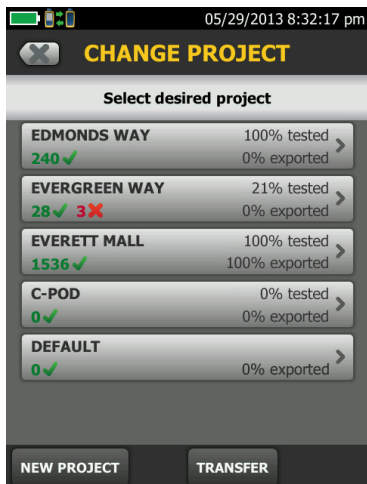 05/29/2013 8:32:17 pm
CHANGE PROJECT
Select desired project
EDMONDS WAY 100% tested
240 0% exported
EVERGREEN WAY 21% tested
28 3 0% exported
EVERETT MALL 100% tested
1536 100% exported
C-POD 0% tested
0 0% exported
DEFAULT
0 0% exported
NEW PROJECT TRANSFER